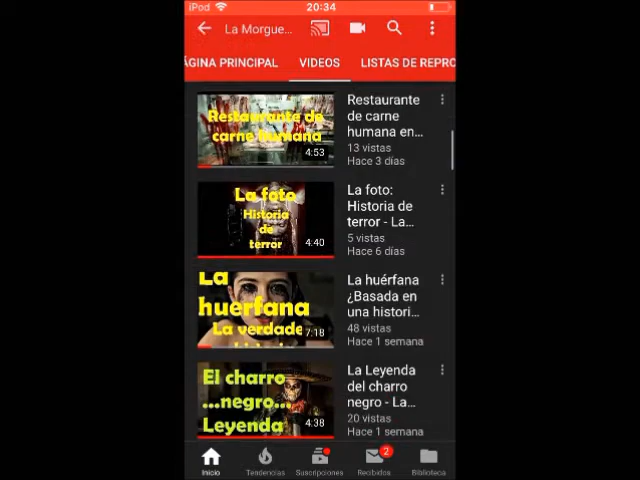 iPod 20:34
La Morgue...
ÁGINA PRINCIPAL VIDEOS LISTAS DE REPRO
Restaurante de
carne humana
4:53
Restaurante
de carne
humana en...
13 vistas
Hace 3 días
La foto
Historia
de
terror
4:40
La foto:
Historia de
terror - La...
5 vistas
Hace 6 días
La
huerfana
La verdade
7:18
La huérfana
¿Basada en
una histori...
48 vistas
Hace 1 semana
El charro
...negro...
Leyenda
4:38
La Leyenda
del charro
negro - La...
20 vistas
Hace 1 semana
Inicio Tendencias Suscripciones Recibidos 2 Biblioteca